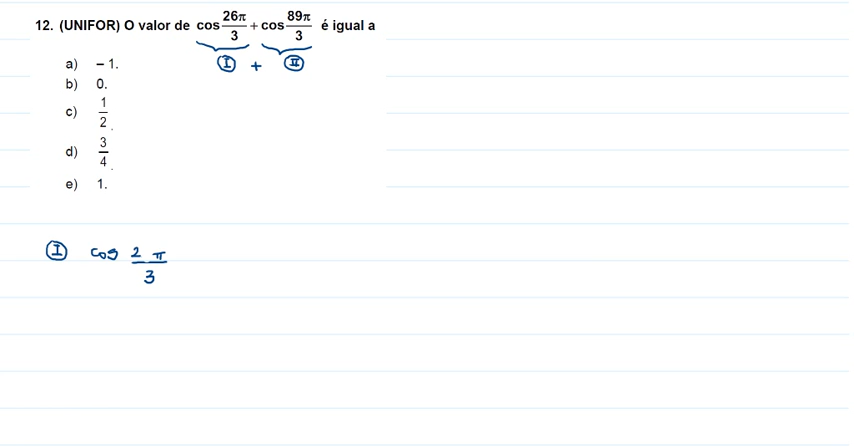 12. (UNIFOR) O valor de cos 26π/3 + cos 89π/3 é igual a
I + II
a) – 1.
b) 0.
c) 1/2.
d) 3/4.
e) 1.
I cos 2π/3